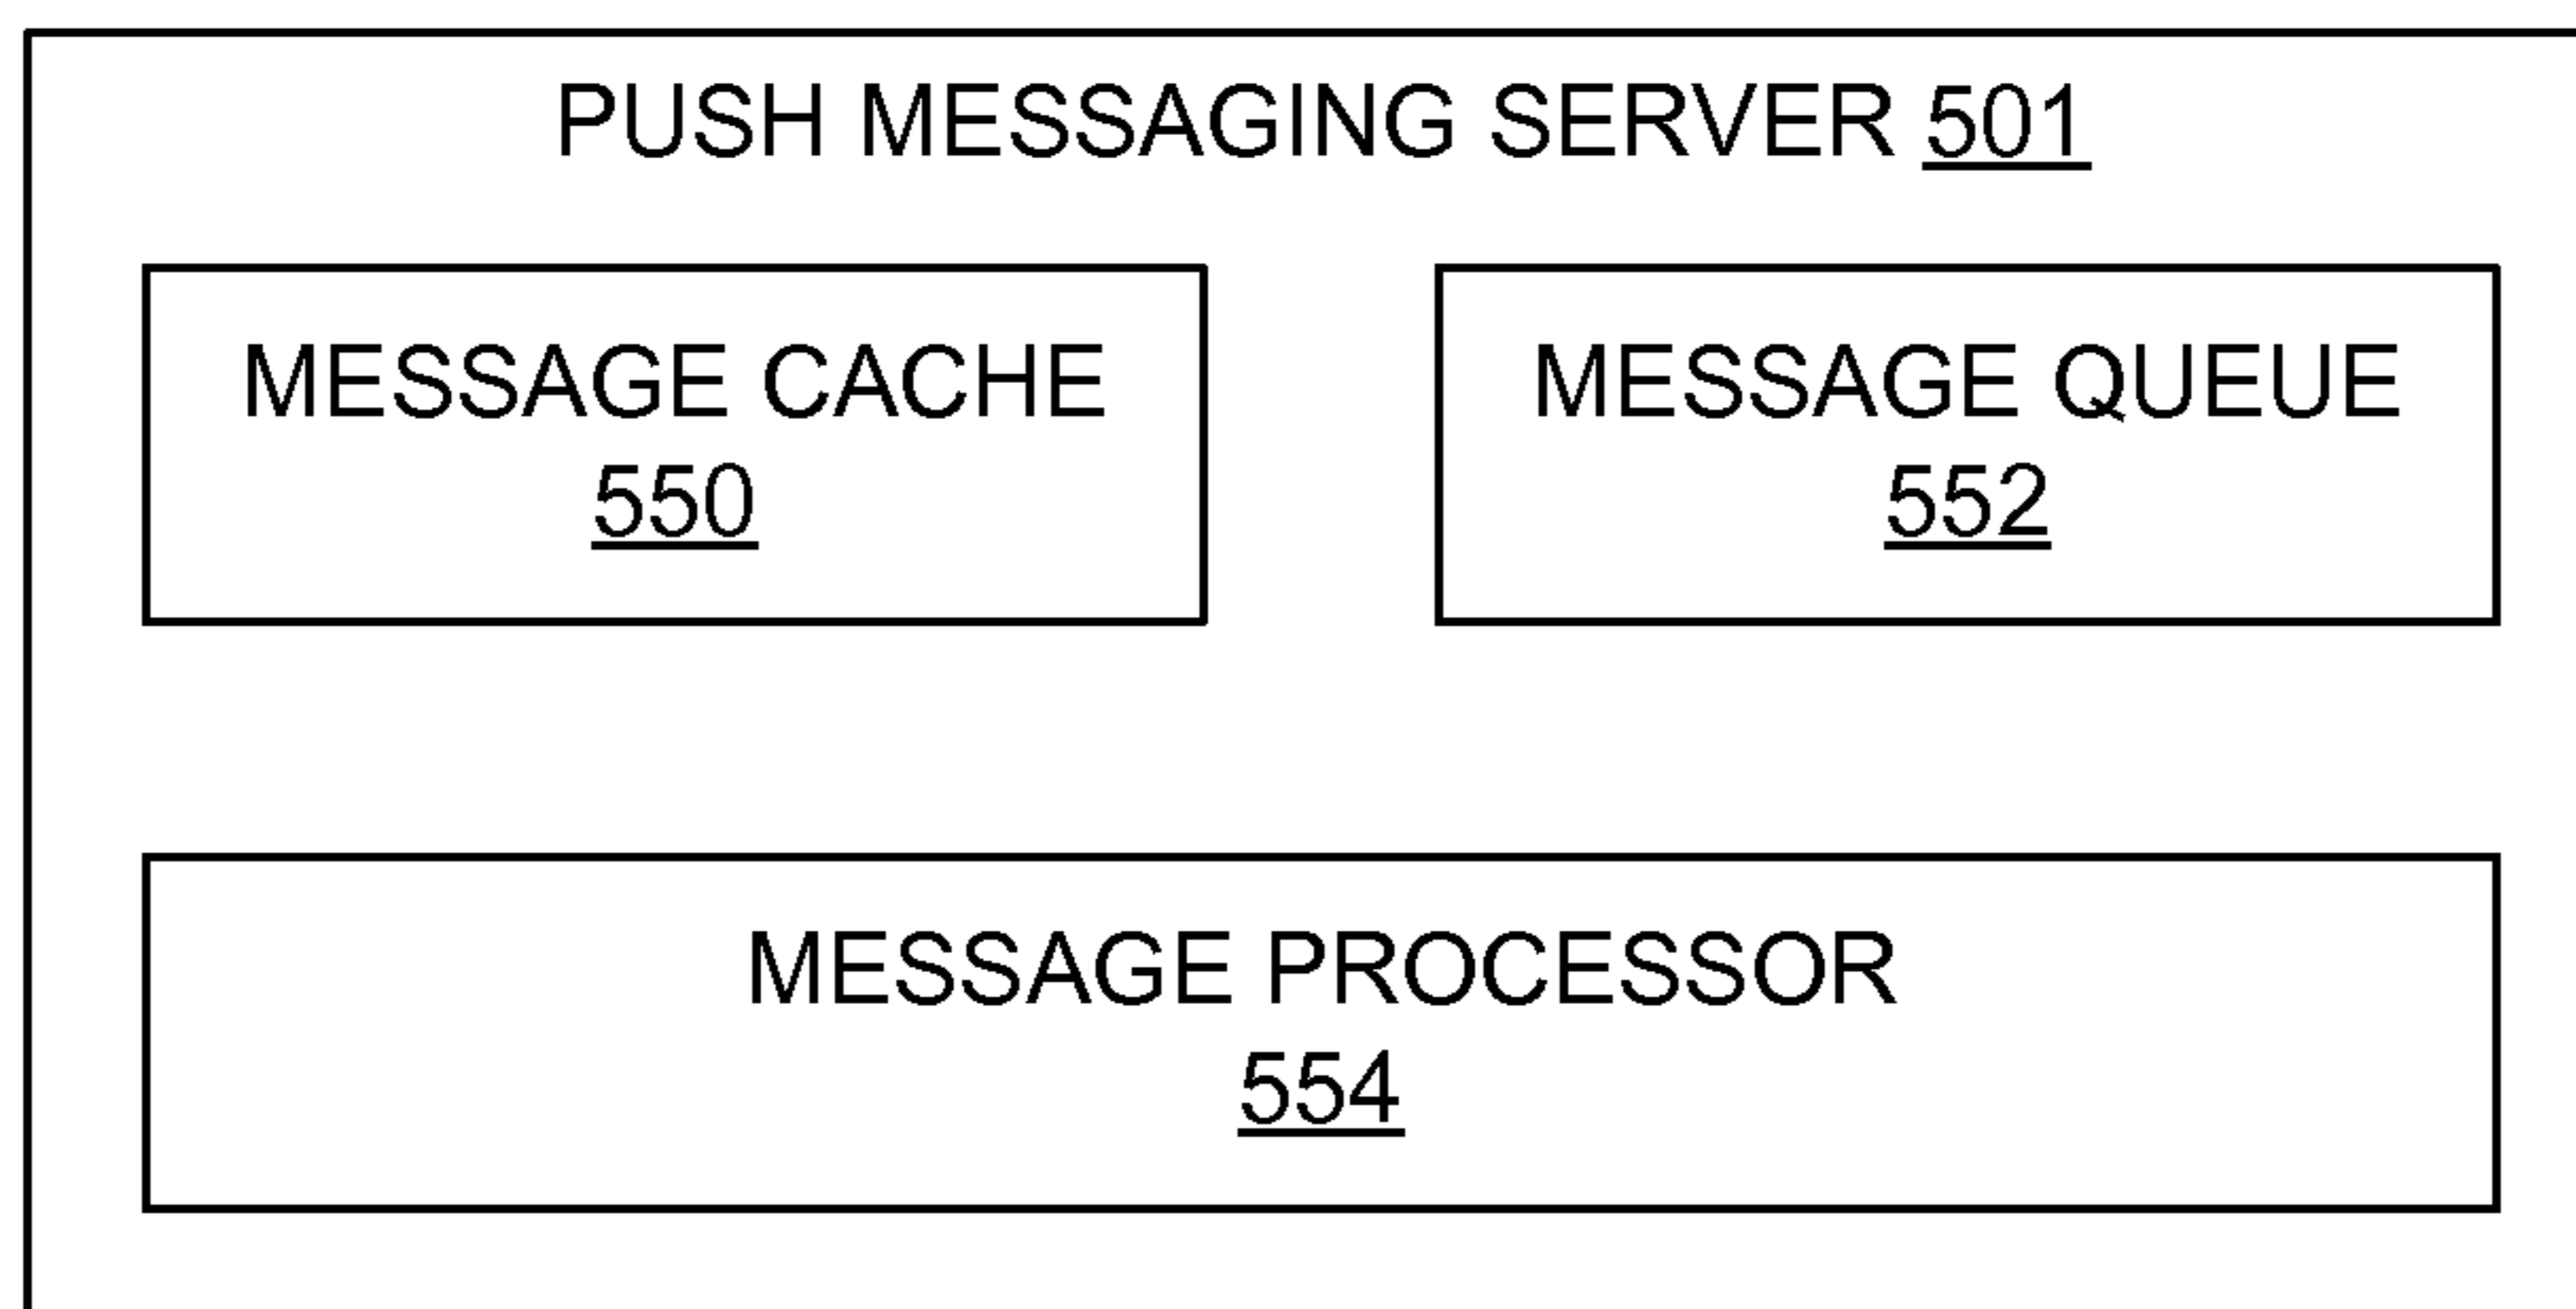 PUSH MESSAGING SERVER 501
MESSAGE CACHE
550
MESSAGE QUEUE
552
MESSAGE PROCESSOR
554